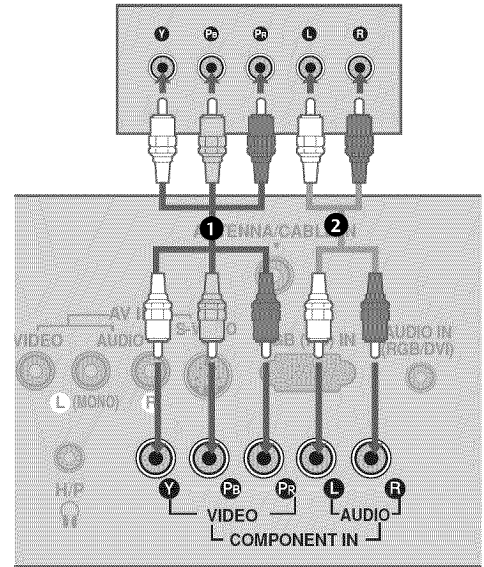 Y PB PR L R
1 2
ANTENNA/CABLE IN
AV IN
VIDEO AUDIO S-VIDEO RGB (PC) IN AUDIO IN
(RGB/DVI)
L (MONO) R
H/P
Y PB PR L R
VIDEO AUDIO
COMPONENT IN